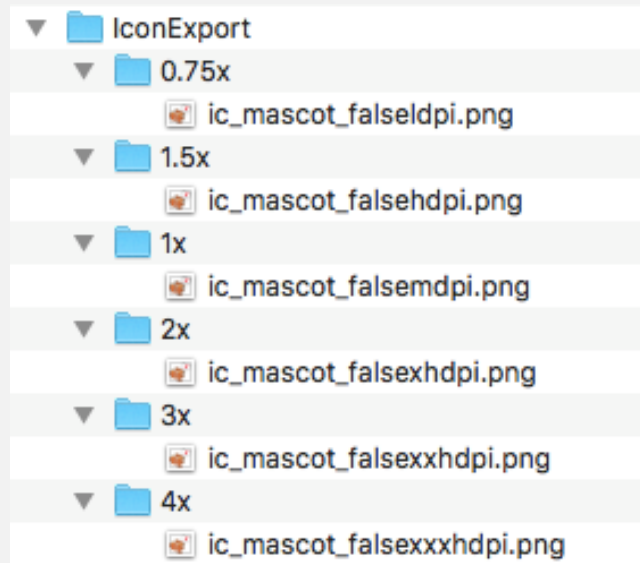 IconExport
0.75x
ic_mascot_falseldpi.png
1.5x
ic_mascot_falsehdpi.png
1x
ic_mascot_falsemdpi.png
2x
ic_mascot_falsexhdpi.png
3x
ic_mascot_falsexxhdpi.png
4x
ic_mascot_falsexxxhdpi.png